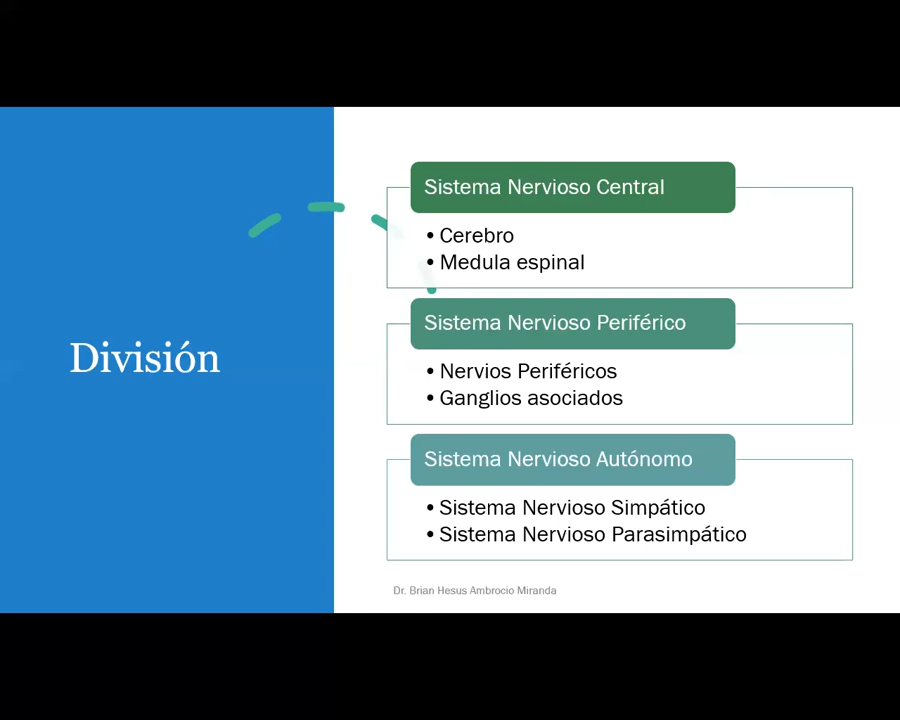 División
Sistema Nervioso Central
• Cerebro
• Medula espinal
Sistema Nervioso Periférico
• Nervios Periféricos
• Ganglios asociados
Sistema Nervioso Autónomo
• Sistema Nervioso Simpático
• Sistema Nervioso Parasimpático
Dr. Brian Hesus Ambrocio Miranda